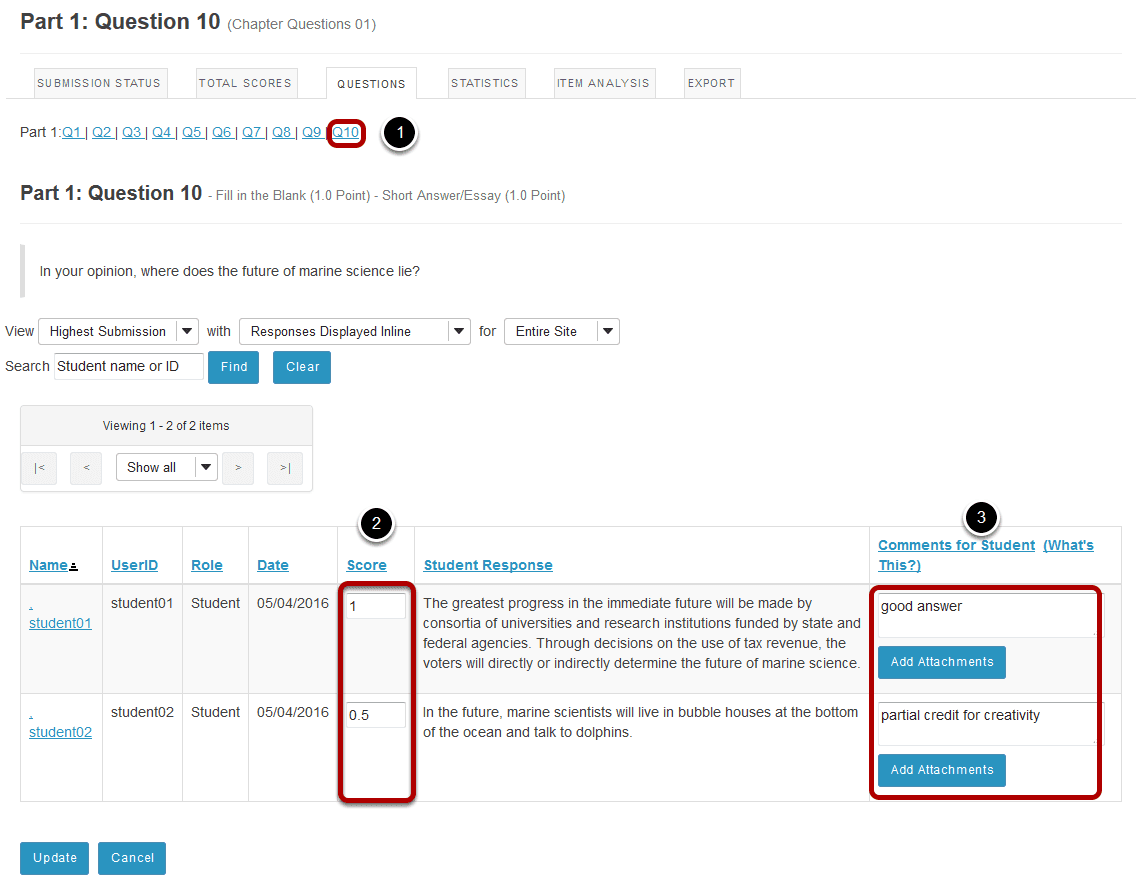 Part 1: Question 10 (Chapter Questions 01)
SUBMISSION STATUS TOTAL SCORES QUESTIONS STATISTICS ITEM ANALYSIS EXPORT
Part 1:Q1 | Q2 | Q3 | Q4 | Q5 | Q6 | Q7 | Q8 | Q9 | Q10 1
Part 1: Question 10 - Fill in the Blank (1.0 Point) - Short Answer/Essay (1.0 Point)
In your opinion, where does the future of marine science lie?
View Highest Submission with Responses Displayed Inline for Entire Site
Search Student name or ID Find Clear
Viewing 1 - 2 of 2 items
|< < Show all > >|
2 3
Name UserID Role Date Score Student Response Comments for Student (What's
This?)
. student01 Student 05/04/2016 1 The greatest progress in the immediate future will be made by good answer
student01 consortia of universities and research institutions funded by state and
federal agencies. Through decisions on the use of tax revenue, the
voters will directly or indirectly determine the future of marine science.
Add Attachments
. student02 Student 05/04/2016 0.5 In the future, marine scientists will live in bubble houses at the bottom partial credit for creativity
student02 of the ocean and talk to dolphins.
Add Attachments
Update Cancel